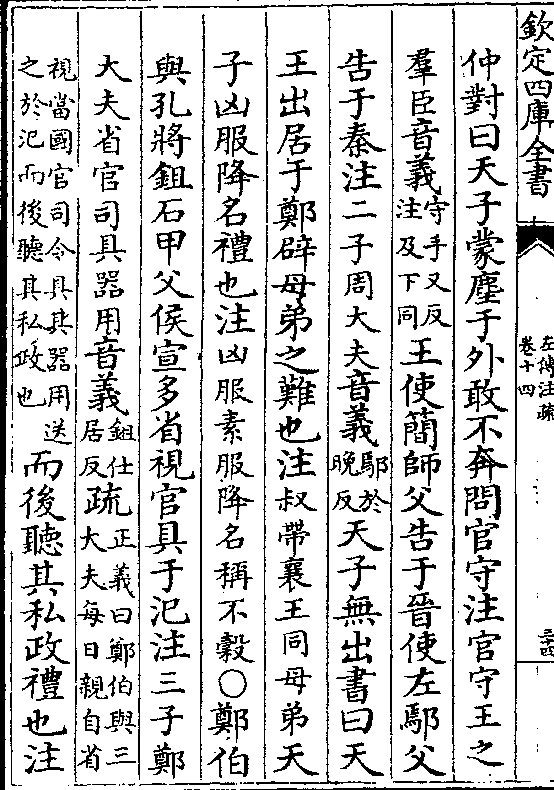 欽定四庫全書
左傳注疏
卷十四
仲對曰天子蒙塵于外敢不奔問官守注官守王之
羣臣音義守手又反注及下同王使簡師父告于晉使左鄢父
告于秦注二子周大夫音義鄢於晚反天子無出書曰天
王出居于鄭辟母弟之難也注叔帶襄王同母弟天
子凶服降名禮也注凶服素服降名稱不榖○鄭伯
與孔將鉏石甲父侯宣多省視官具于汜注三子鄭
大夫省官司具器用音義鉏仕居反疏正義曰鄭伯與三大夫每日親自省
視當國官司令具其器用送之於汜而後聽其私政也而後聽其私政禮也注